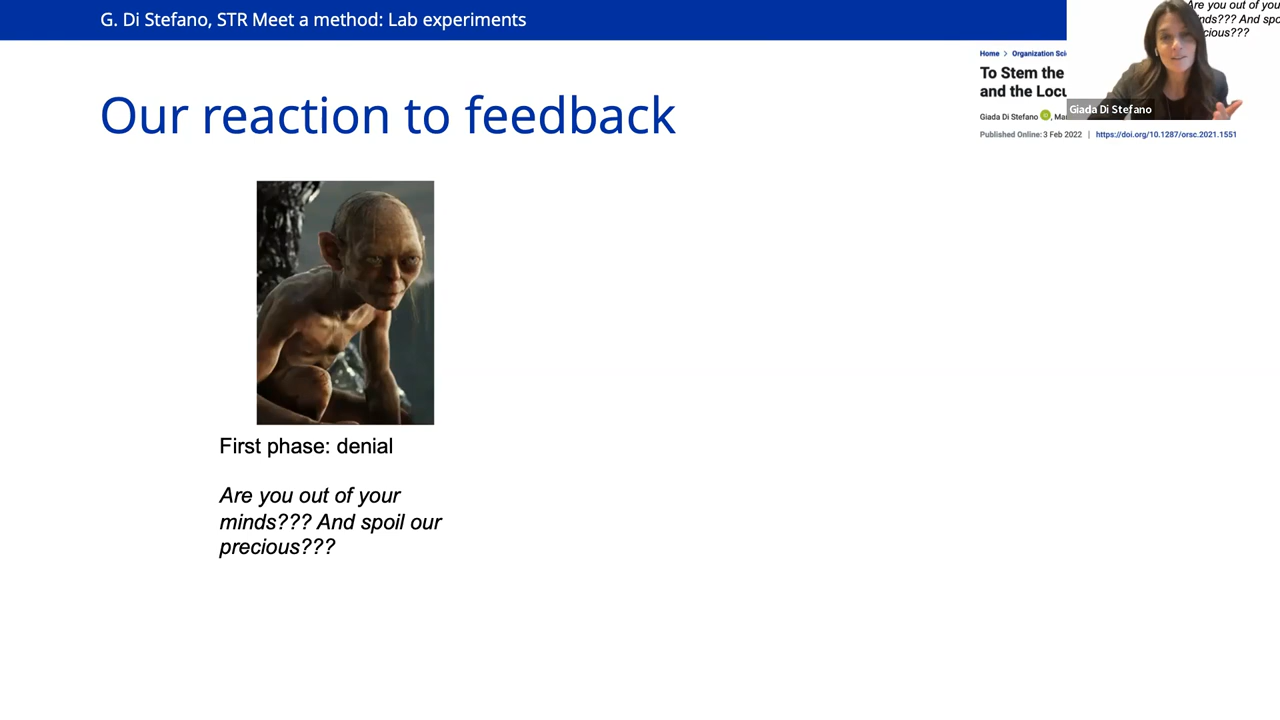 G. Di Stefano, STR Meet a method: Lab experiments
Are you out of you
nds??? And spo
cious???
Home > Organization Sci
To Stem the
and the Locu
Giada Di Stefano , Ma
Giada Di Stefano
Published Online: 3 Feb 2022 | https://doi.org/10.1287/orsc.2021.1551
Our reaction to feedback
First phase: denial
Are you out of your
minds??? And spoil our
precious???